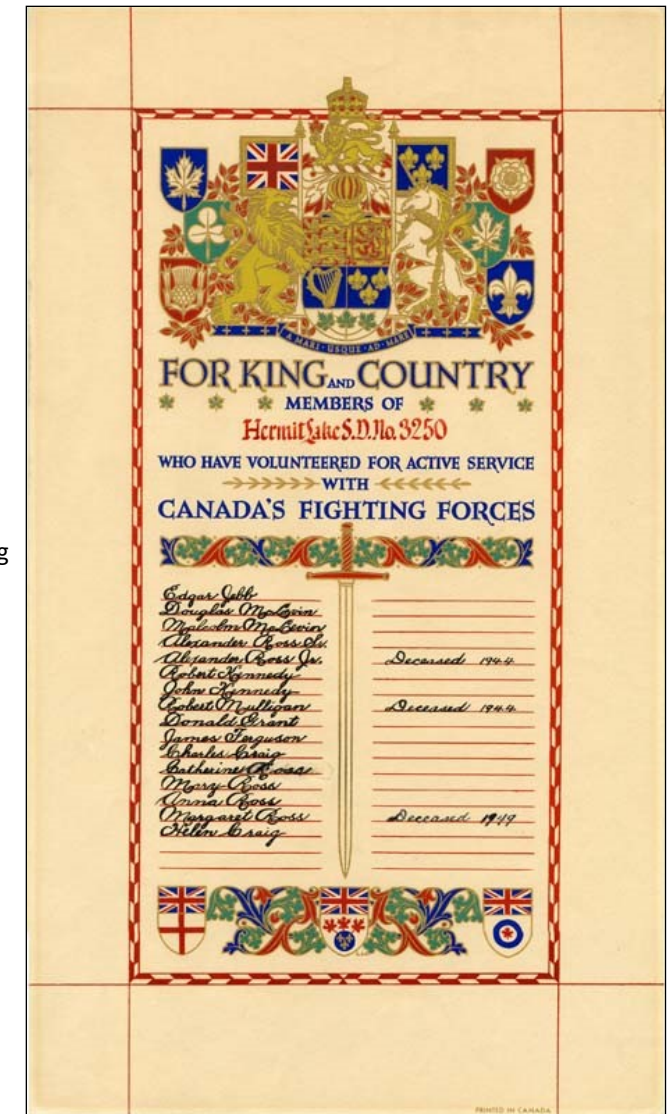 g
A MARI · USQUE · AD · MARE
FOR KING AND COUNTRY
MEMBERS OF
Hermit Lake S.D. No. 3250
WHO HAVE VOLUNTEERED FOR ACTIVE SERVICE
WITH
CANADA'S FIGHTING FORCES
Edgar Jebb
Douglas McLevin
Malcolm McLevin
Alexander Ross Sr.
Alexander Ross Jr. Deceased 1944
Robert Kennedy
John Kennedy
Robert Mulligan Deceased 1944
Donald Grant
James Ferguson
Charles Craig
Catherine Ross
Mary Ross
Anna Ross
Margaret Ross Deceased 1949
Helen Craig
PRINTED IN CANADA